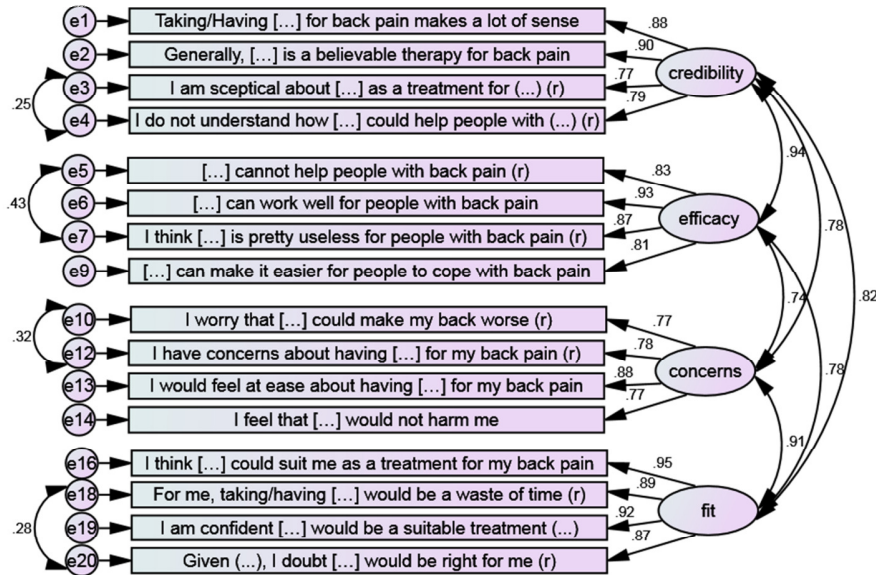 e1 Taking/Having [...] for back pain makes a lot of sense .88
e2 Generally, [...] is a believable therapy for back pain .90
credibility
e3 I am sceptical about [...] as a treatment for (...) (r) .77
.25
e4 I do not understand how [...] could help people with (...) (r) .79
.94
e5 [...] cannot help people with back pain (r) .83
.43
e6 [...] can work well for people with back pain .93
efficacy
.78
e7 I think [...] is pretty useless for people with back pain (r) .87
e9 [...] can make it easier for people to cope with back pain .81
.74
.82
e10 I worry that [...] could make my back worse (r) .77
.32
e12 I have concerns about having [...] for my back pain (r) .78
concerns
.78
e13 I would feel at ease about having [...] for my back pain .88
e14 I feel that [...] would not harm me .77
.91
e16 I think [...] could suit me as a treatment for my back pain .95
e18 For me, taking/having [...] would be a waste of time (r) .89
fit
.28
e19 I am confident [...] would be a suitable treatment (...) .92
e20 Given (...), I doubt [...] would be right for me (r) .87